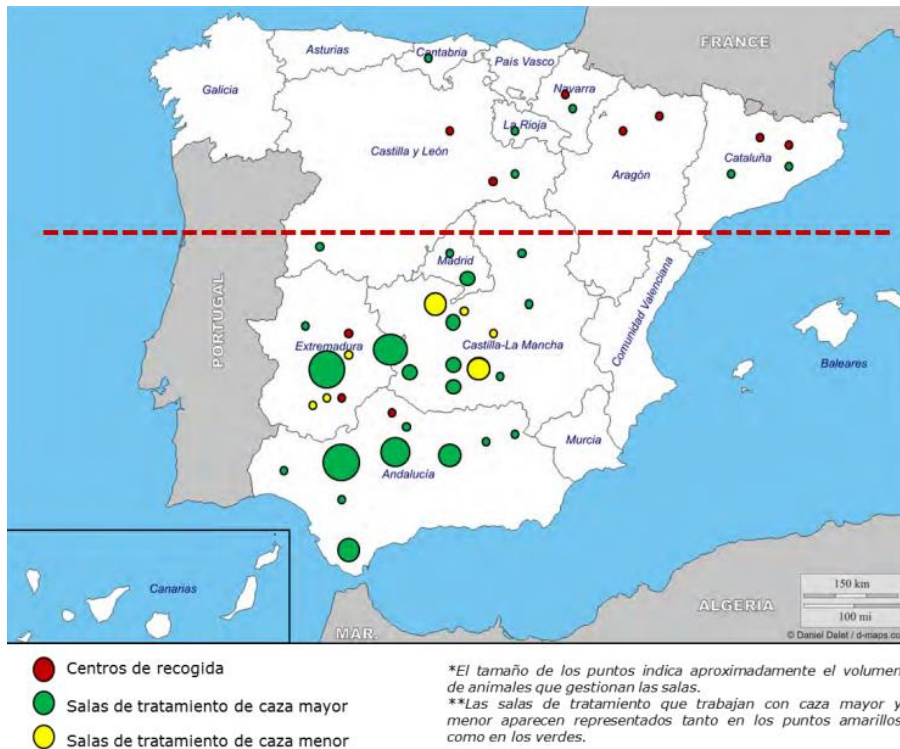 FRANCE
Asturias
Cantabria
País Vasco
Galicia
Navarra
La Rioja
Castilla y León
Cataluña
Aragón
Madrid
PORTUGAL
Comunidad Valenciana
Extremadura
Castilla-La Mancha
Baleares
Murcia
Andalucía
Canarias
150 km
100 mi
MAR.
ALGERIA
© Daniel Dalet / d-maps.co
Centros de recogida
Salas de tratamiento de caza mayor
Salas de tratamiento de caza menor
*El tamaño de los puntos indica aproximadamente el volumen
de animales que gestionan las salas.
**Las salas de tratamiento que trabajan con caza mayor y
menor aparecen representados tanto en los puntos amarillos
como en los verdes.